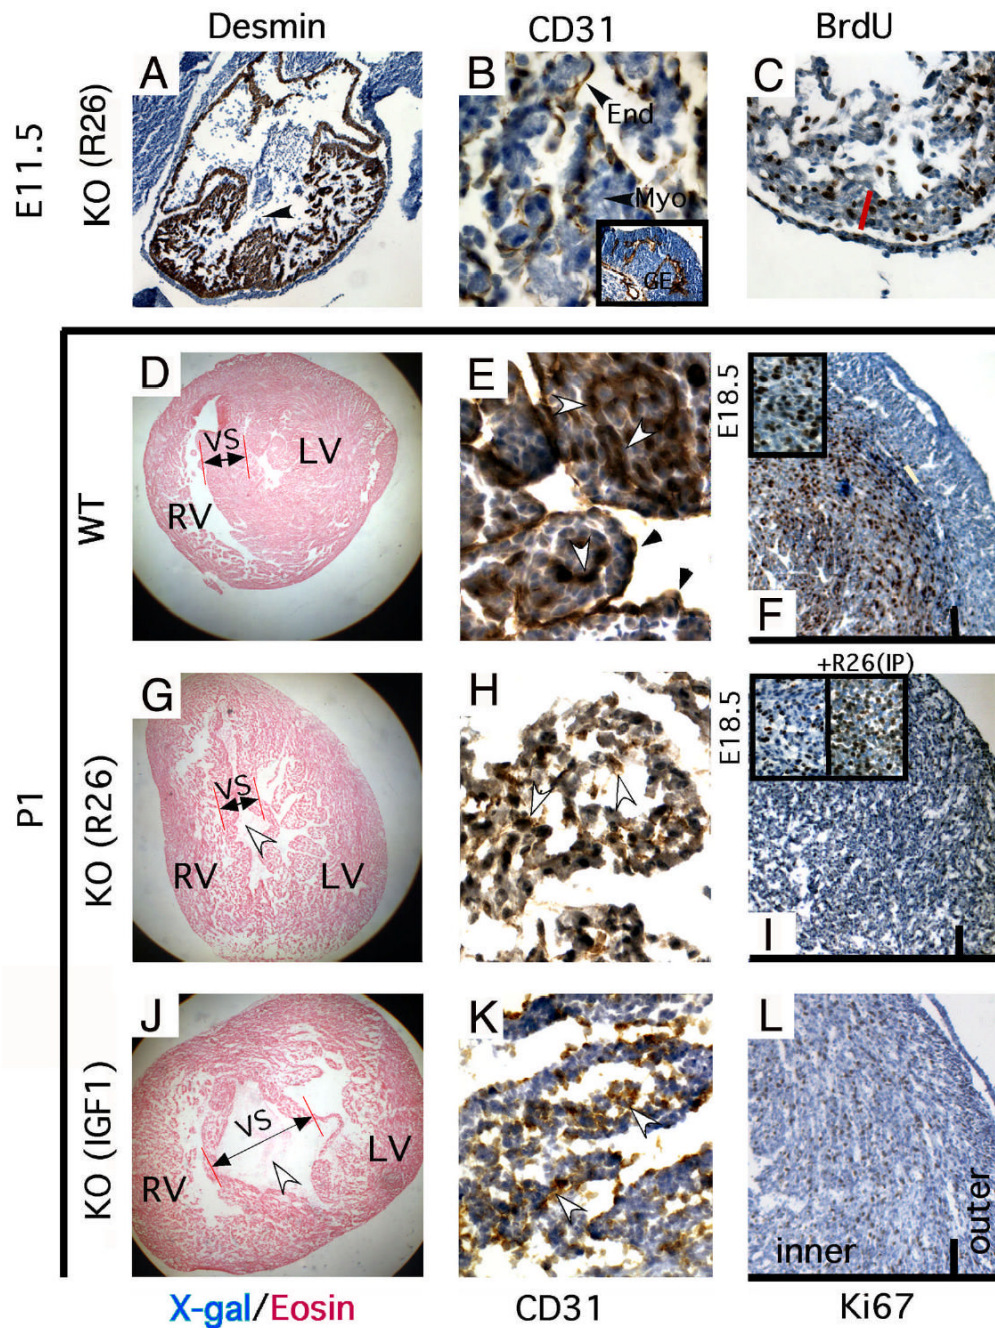 Desmin CD31 BrdU
E11.5
KO (R26)
A B C
End
Myo
GE
P1
WT
D E F
VS
LV
RV
E18.5
+R26(IP)
KO (R26)
G H I
VS
RV LV
E18.5
KO (IGF1)
J K L
VS
RV LV
inner outer
X-gal/Eosin CD31 Ki67